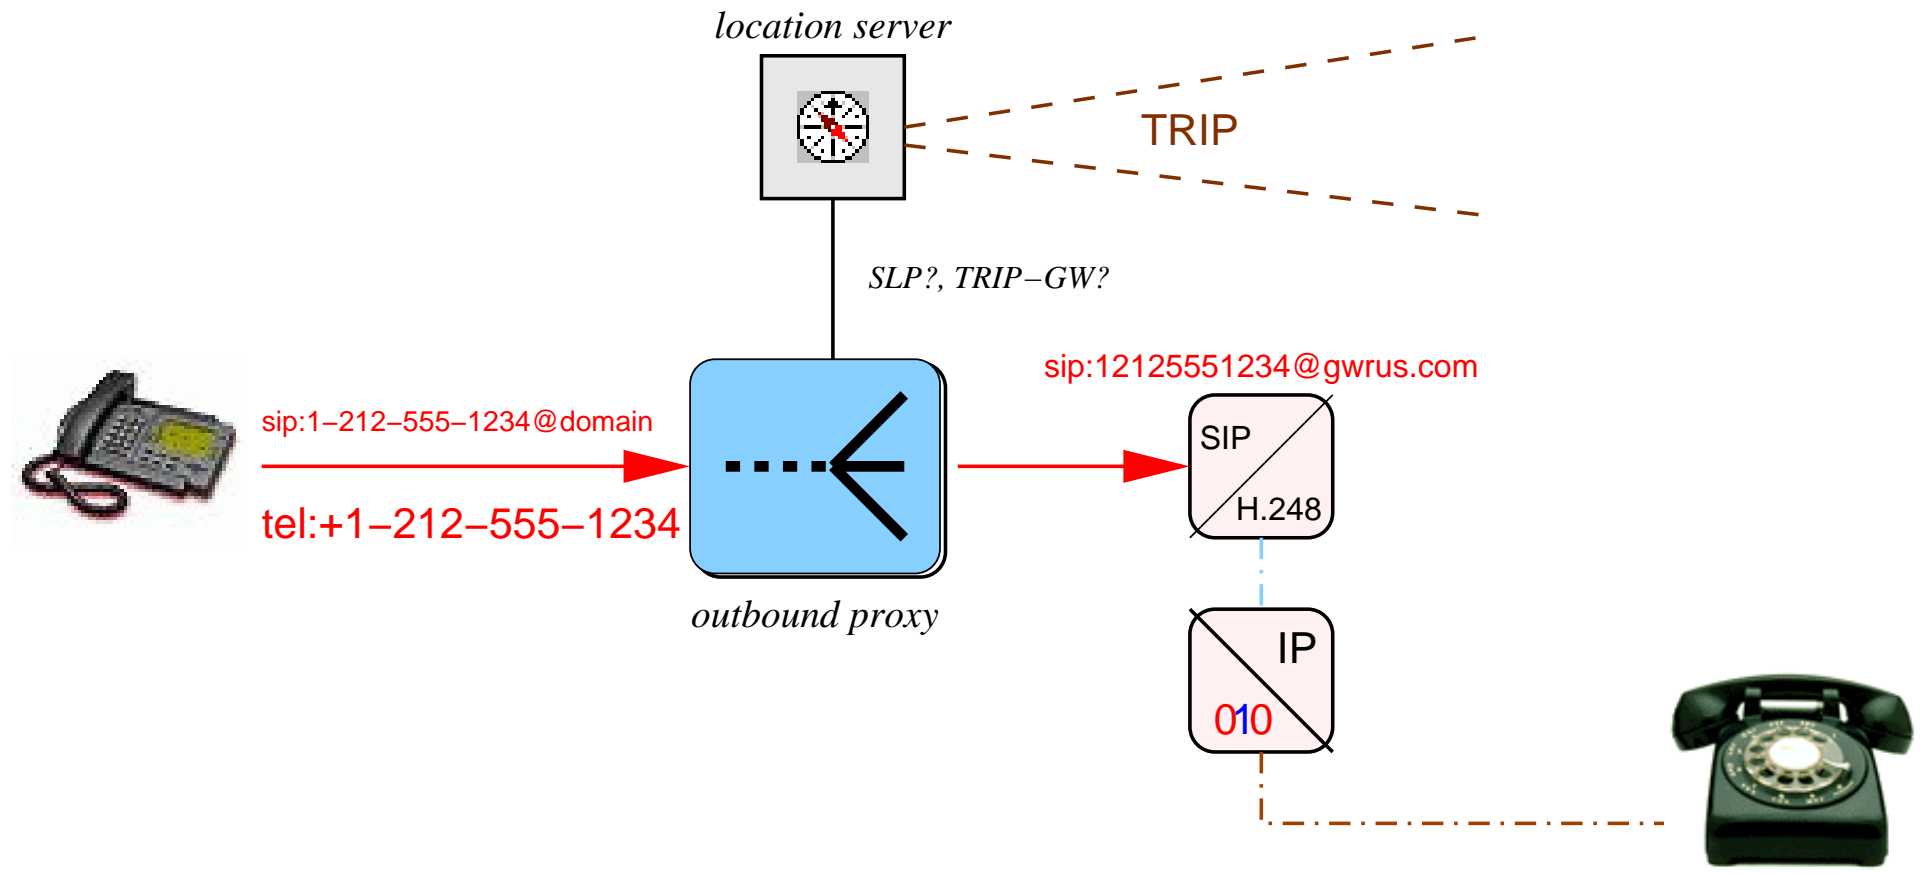 location server
TRIP
SLP?, TRIP−GW?
sip:12125551234@gwrus.com
sip:1−212−555−1234@domain
SIP
H.248
tel:+1−212−555−1234
outbound proxy
IP
010